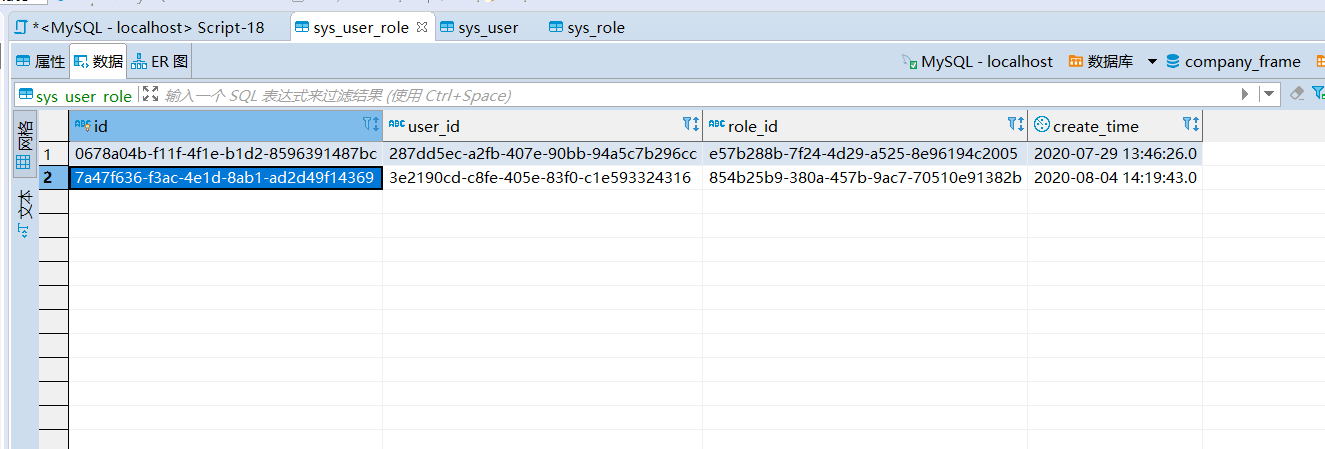 *<MySQL - localhost> Script-18 sys_user_role sys_user sys_role
属性 数据 ER 图 MySQL - localhost 数据库 company_frame
sys_user_role 输入一个 SQL 表达式来过滤结果 (使用 Ctrl+Space)
网格
文本
ABC id ABC user_id ABC role_id create_time
1 0678a04b-f11f-4f1e-b1d2-8596391487bc 287dd5ec-a2fb-407e-90bb-94a5c7b296cc e57b288b-7f24-4d29-a525-8e96194c2005 2020-07-29 13:46:26.0
2 7a47f636-f3ac-4e1d-8ab1-ad2d49f14369 3e2190cd-c8fe-405e-83f0-c1e593324316 854b25b9-380a-457b-9ac7-70510e91382b 2020-08-04 14:19:43.0